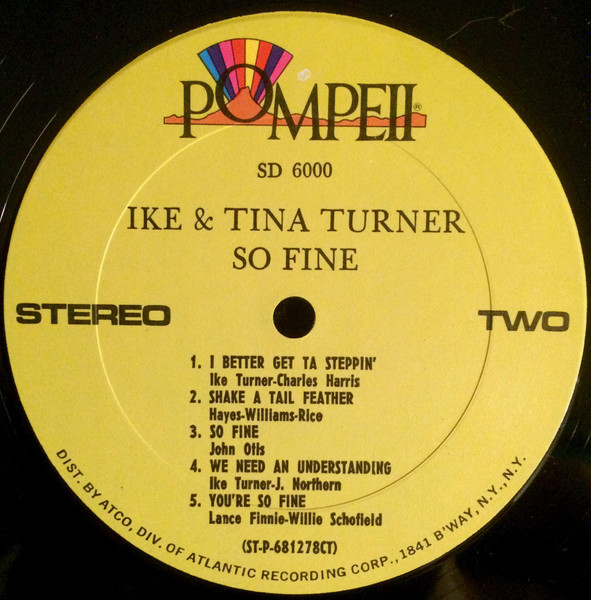 POMPEII®
SD 6000
IKE & TINA TURNER
SO FINE
STEREO
TWO
1. I BETTER GET TA STEPPIN'
Ike Turner-Charles Harris
2. SHAKE A TAIL FEATHER
Hayes-Williams-Rice
3. SO FINE
John Otis
4. WE NEED AN UNDERSTANDING
Ike Turner-J. Northern
5. YOU'RE SO FINE
Lance Finnie-Willie Schofield
(ST-P-681278CT)
DIST. BY ATCO, DIV. OF ATLANTIC RECORDING CORP., 1841 B'WAY, N.Y., N.Y.